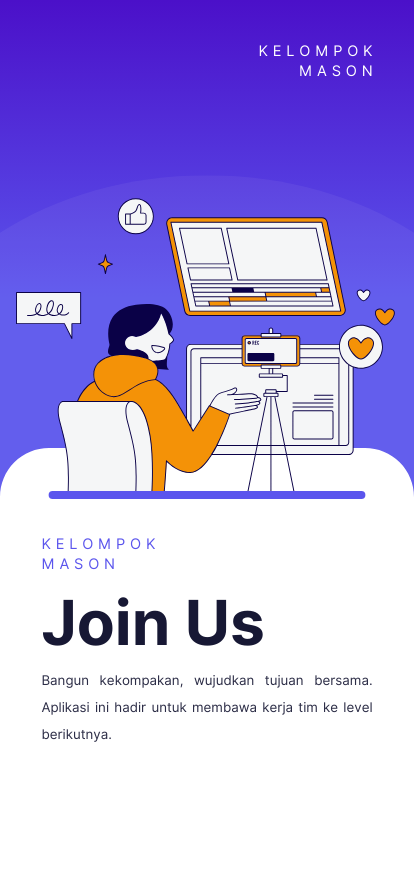 KELOMPOK
MASON
REC
KELOMPOK
MASON
Join Us
Bangun kekompakan, wujudkan tujuan bersama.
Aplikasi ini hadir untuk membawa kerja tim ke level
berikutnya.